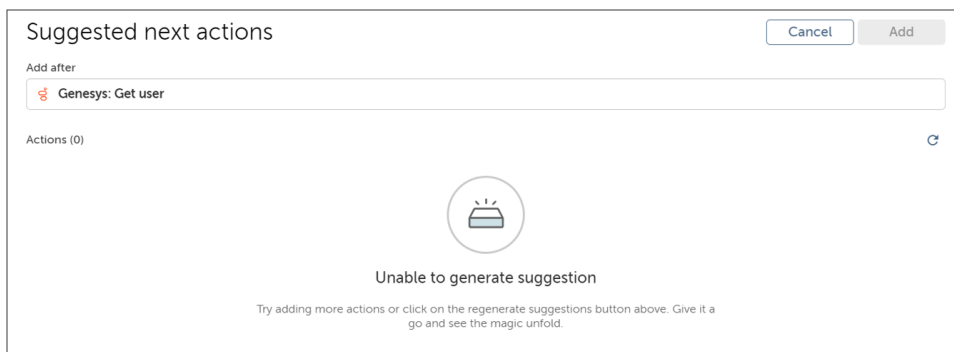 Suggested next actions
Cancel
Add
Add after
Genesys: Get user
Actions (0)
Unable to generate suggestion
Try adding more actions or click on the regenerate suggestions button above. Give it a
go and see the magic unfold.